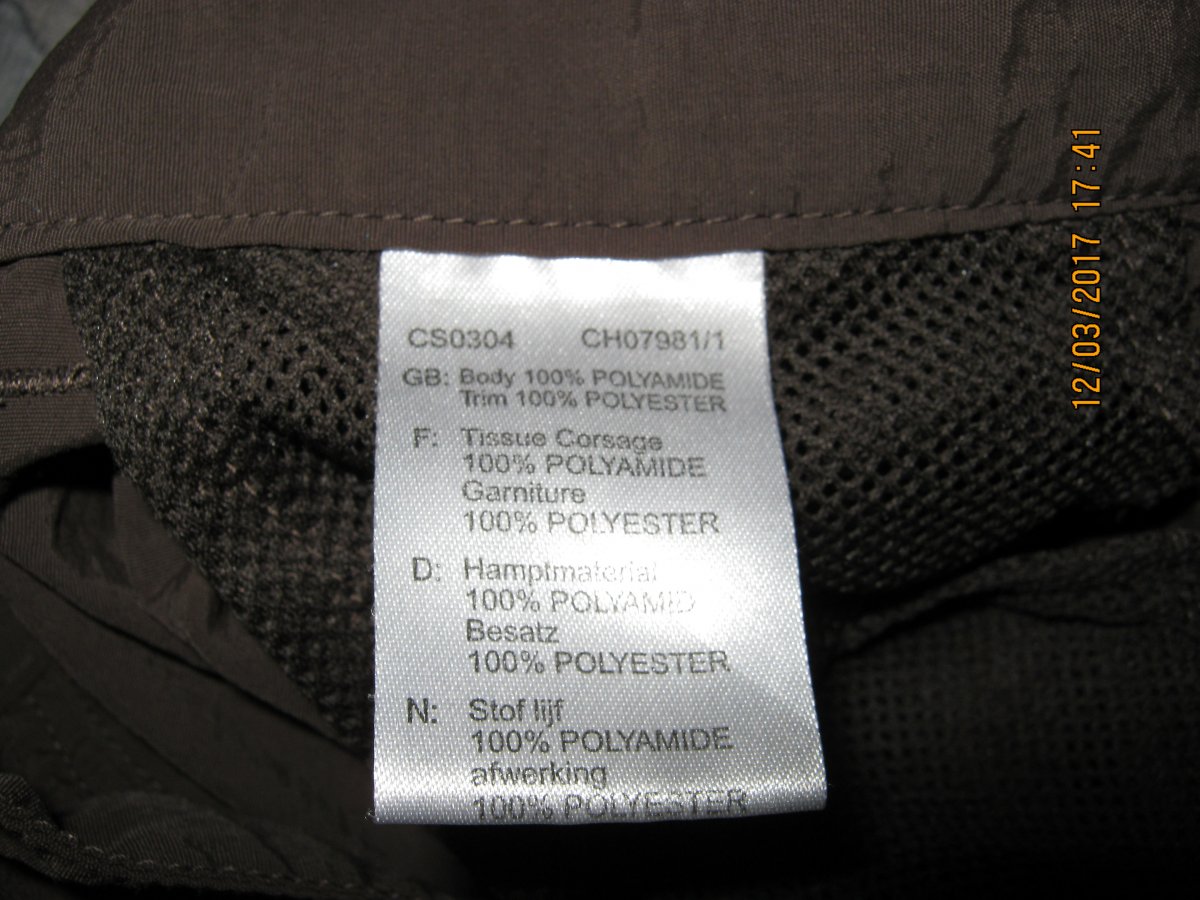 CS0304 CH07981/1
GB: Body 100% POLYAMIDE
Trim 100% POLYESTER
F: Tissue Corsage
100% POLYAMIDE
Garniture
100% POLYESTER
D: Hamptmaterial
100% POLYAMID
Besatz
100% POLYESTER
N: Stof lijf
100% POLYAMIDE
afwerking
100% POLYESTER
12/03/2017 17:41